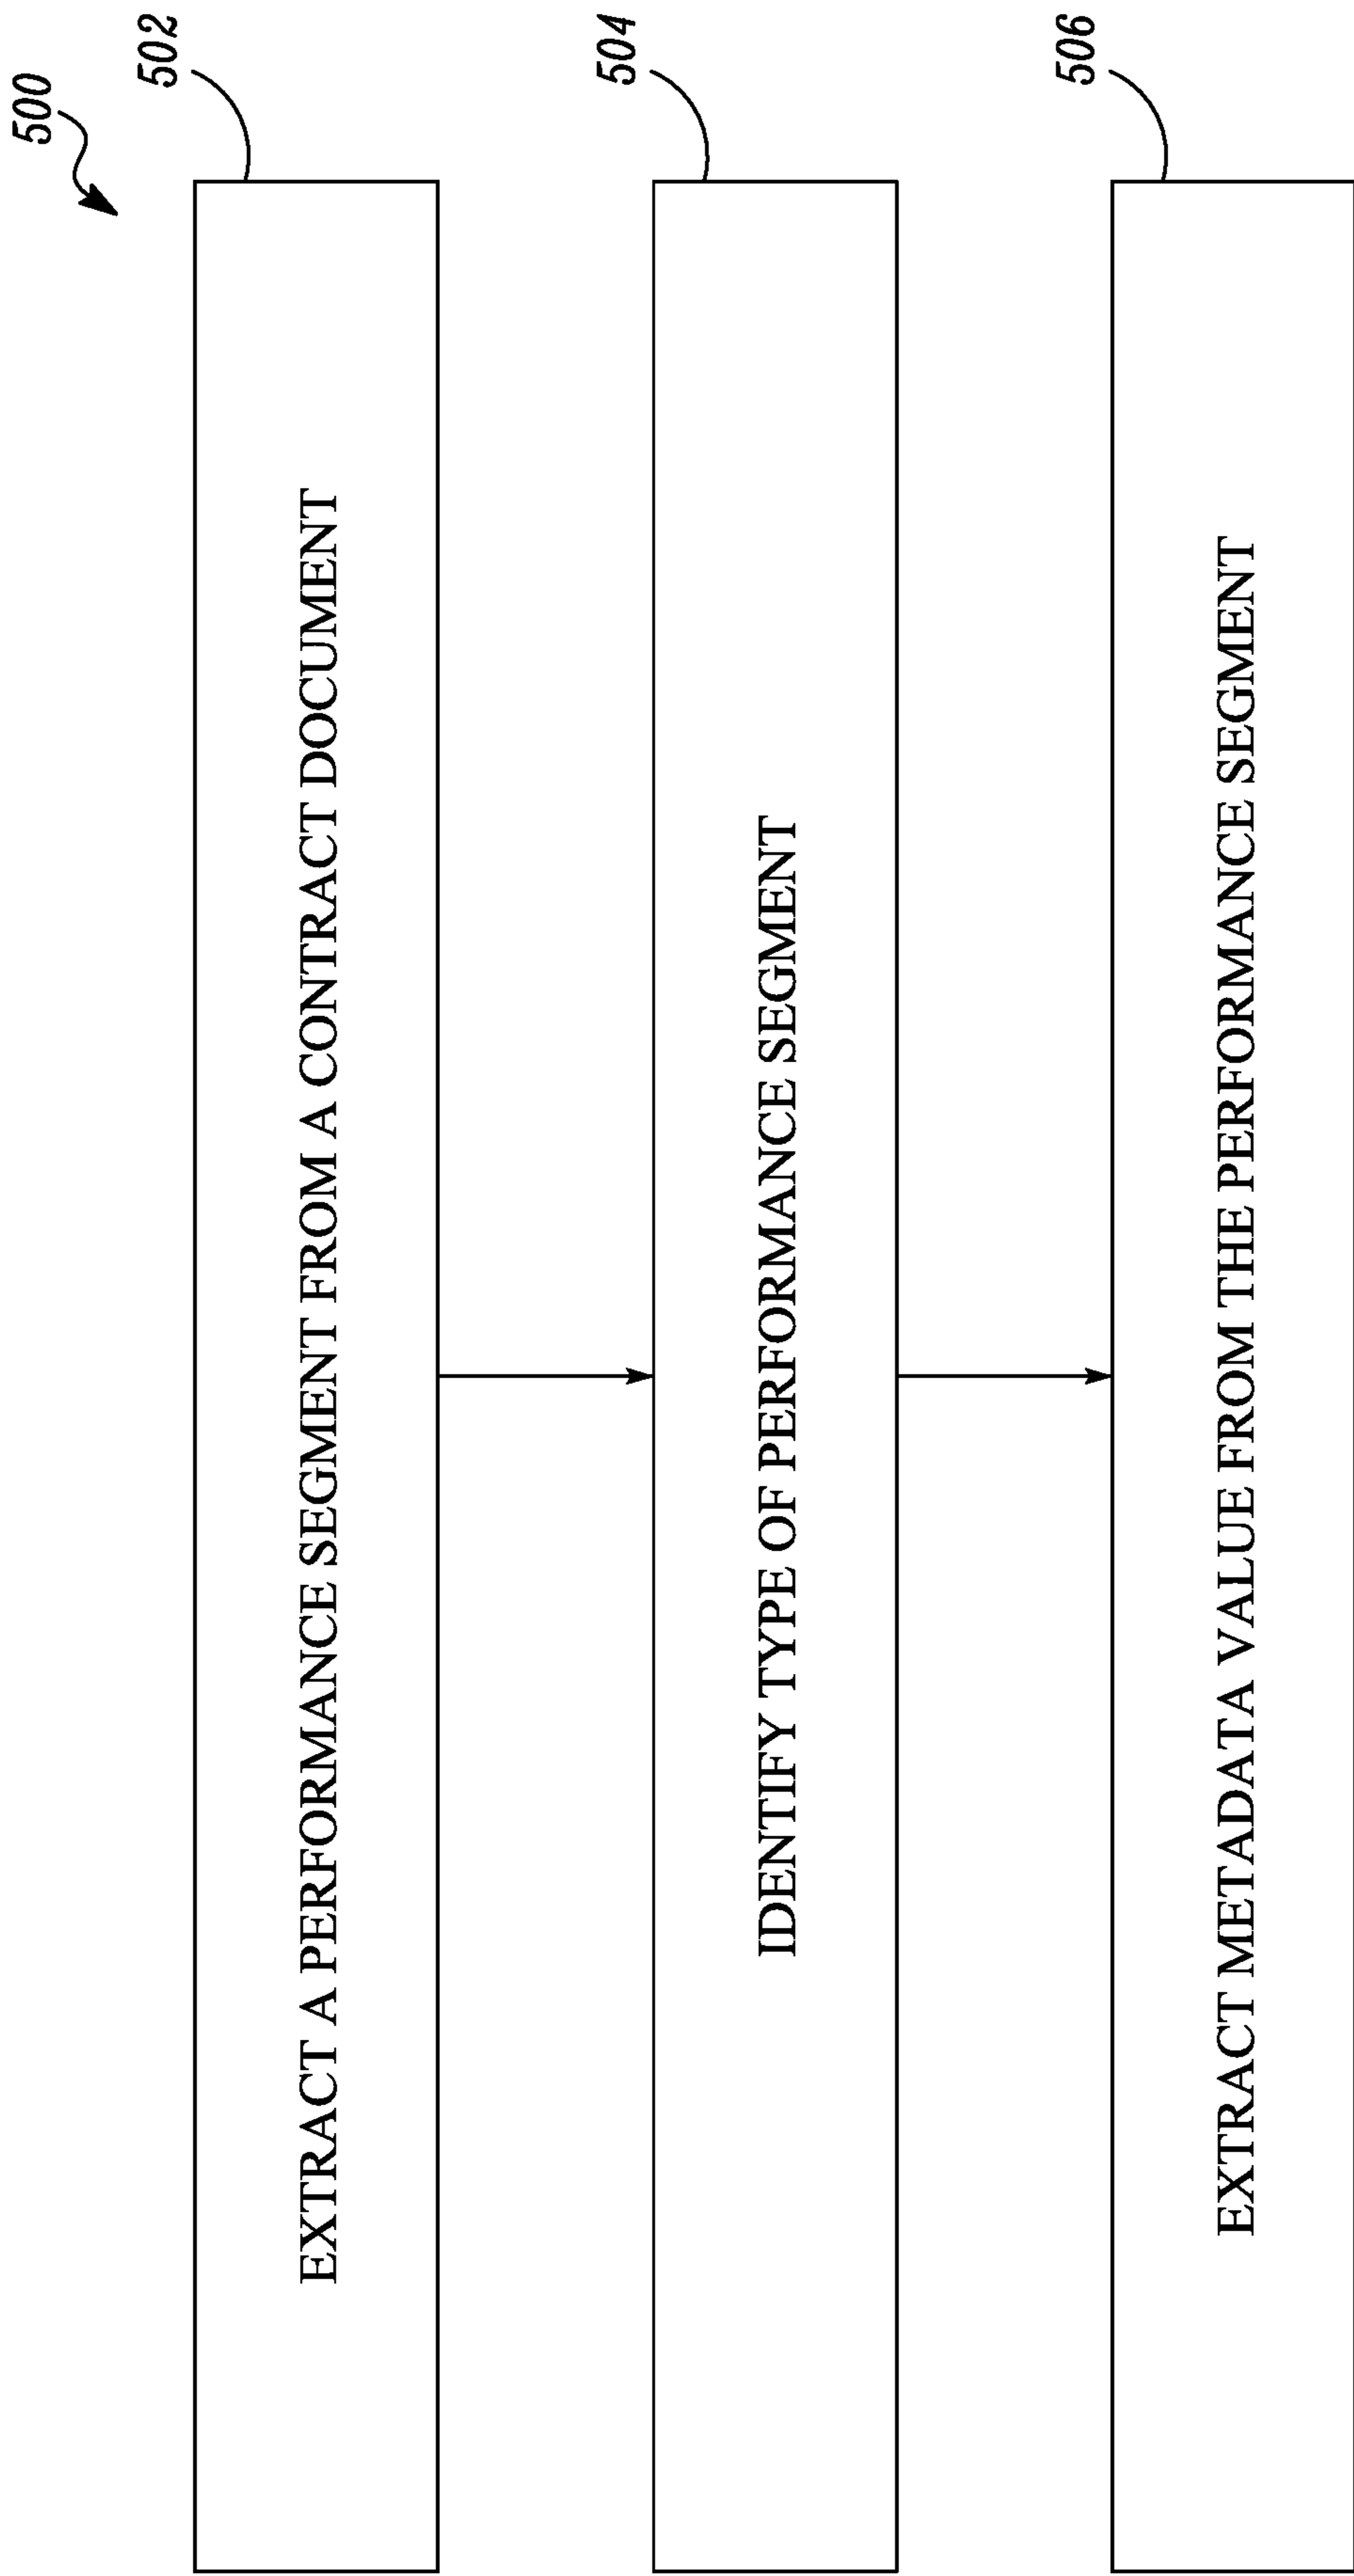 500
502
EXTRACT A PERFORMANCE SEGMENT FROM A CONTRACT DOCUMENT
504
IDENTIFY TYPE OF PERFORMANCE SEGMENT
506
EXTRACT METADATA VALUE FROM THE PERFORMANCE SEGMENT